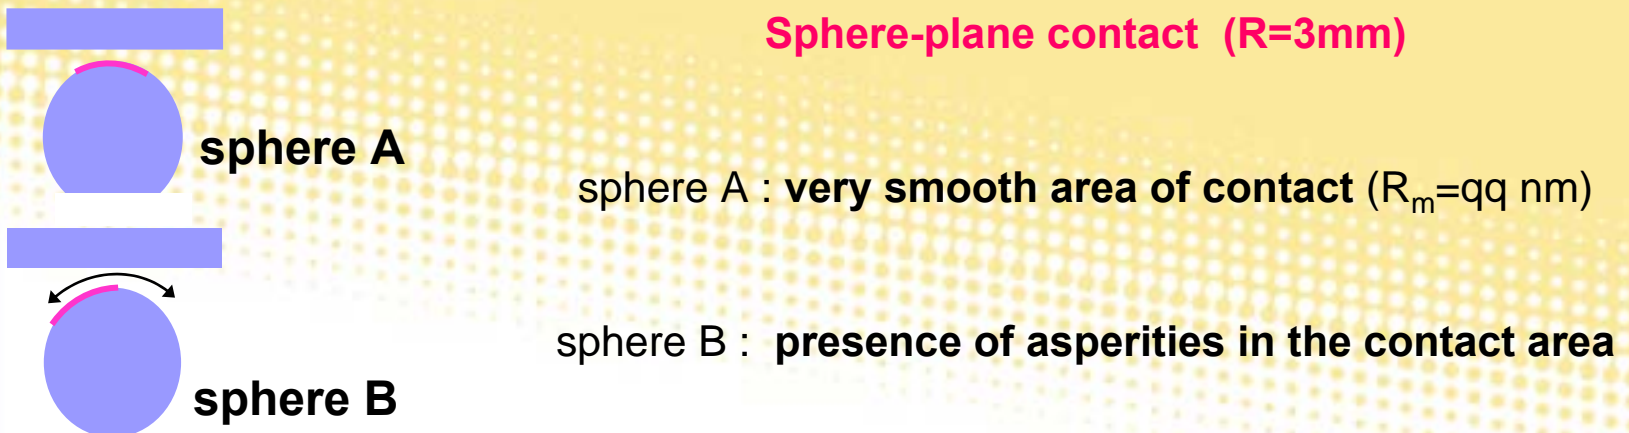 Sphere-plane contact (R=3mm)
sphere A
sphere A : very smooth area of contact (Rm=qq nm)
sphere B : presence of asperities in the contact area
sphere B